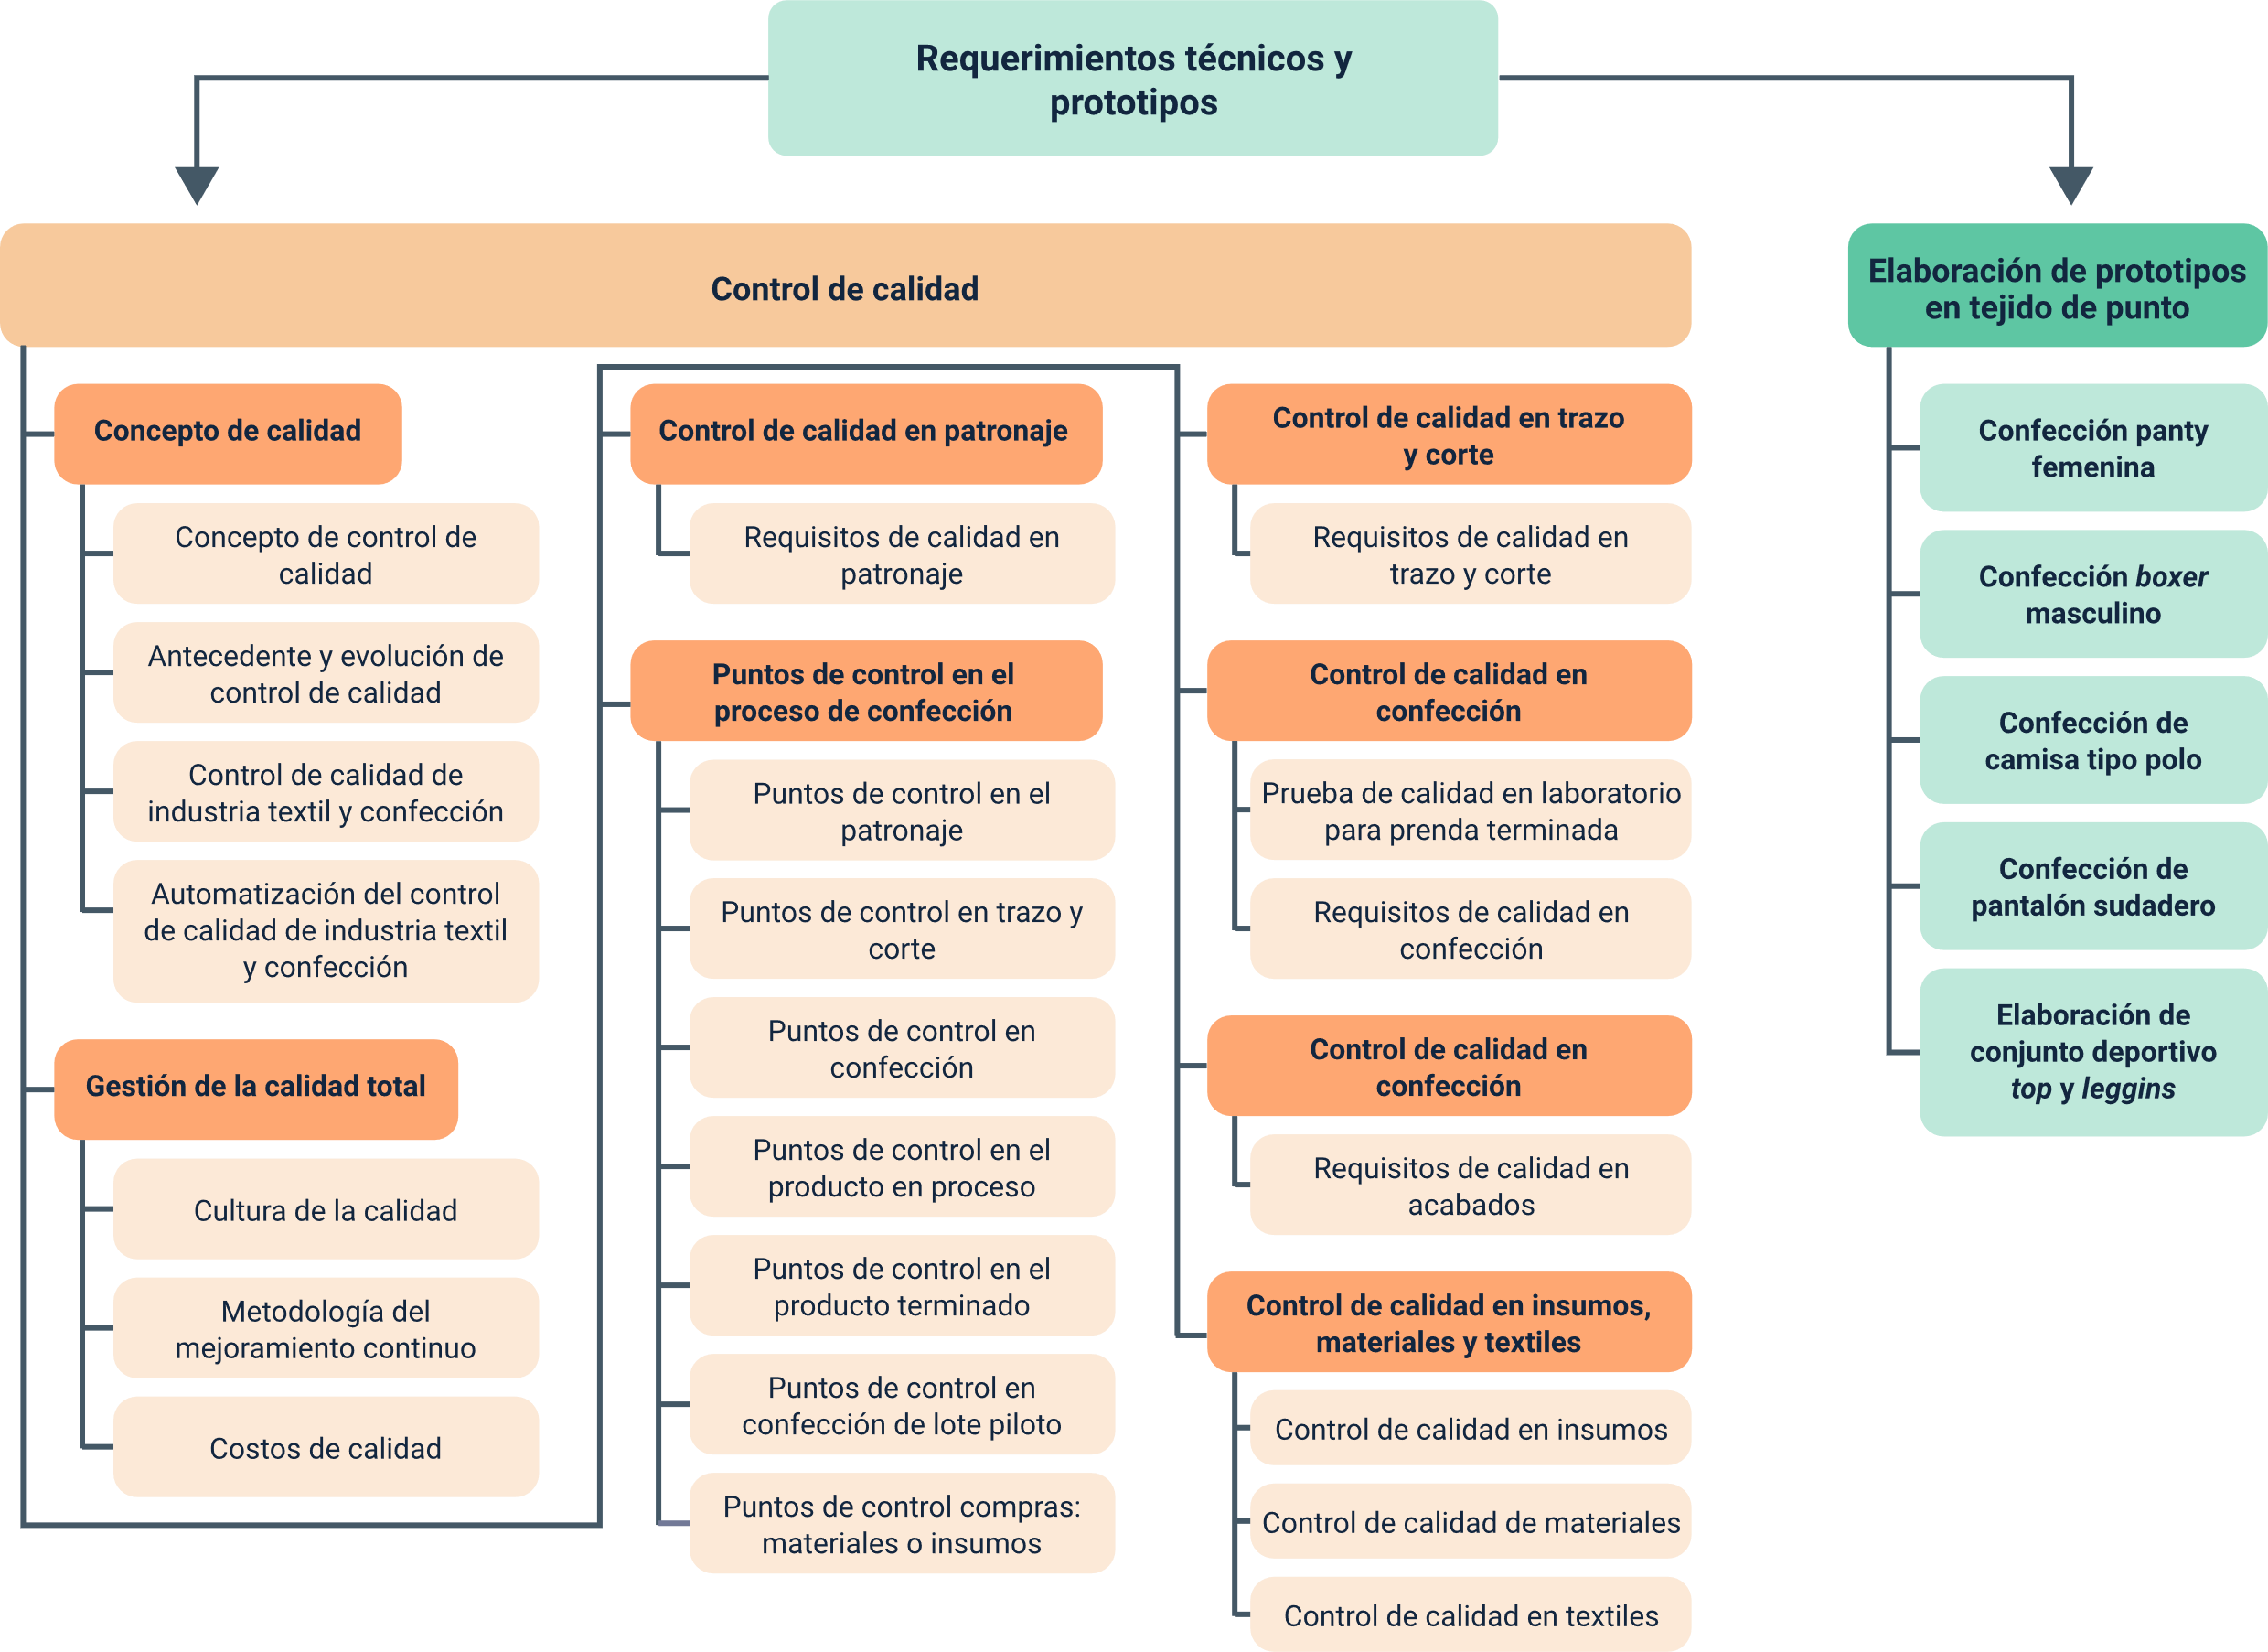 Requerimientos técnicos y
prototipos
Control de calidad
Concepto de calidad
Concepto de control de
calidad
Antecedente y evolución de
control de calidad
Control de calidad de
industria textil y confección
Automatización del control
de calidad de industria textil
y confección
Gestión de la calidad total
Cultura de la calidad
Metodología del
mejoramiento continuo
Costos de calidad
Control de calidad en patronaje
Requisitos de calidad en
patronaje
Puntos de control en el
proceso de confección
Puntos de control en el
patronaje
Puntos de control en trazo y
corte
Puntos de control en
confección
Puntos de control en el
producto en proceso
Puntos de control en el
producto terminado
Puntos de control en
confección de lote piloto
Puntos de control compras:
materiales o insumos
Control de calidad en trazo
y corte
Requisitos de calidad en
trazo y corte
Control de calidad en
confección
Prueba de calidad en laboratorio
para prenda terminada
Requisitos de calidad en
confección
Control de calidad en
confección
Requisitos de calidad en
acabados
Control de calidad en insumos,
materiales y textiles
Control de calidad en insumos
Control de calidad de materiales
Control de calidad en textiles
Elaboración de prototipos
en tejido de punto
Confección panty
femenina
Confección boxer
masculino
Confección de
camisa tipo polo
Confección de
pantalón sudadero
Elaboración de
conjunto deportivo
top y leggins